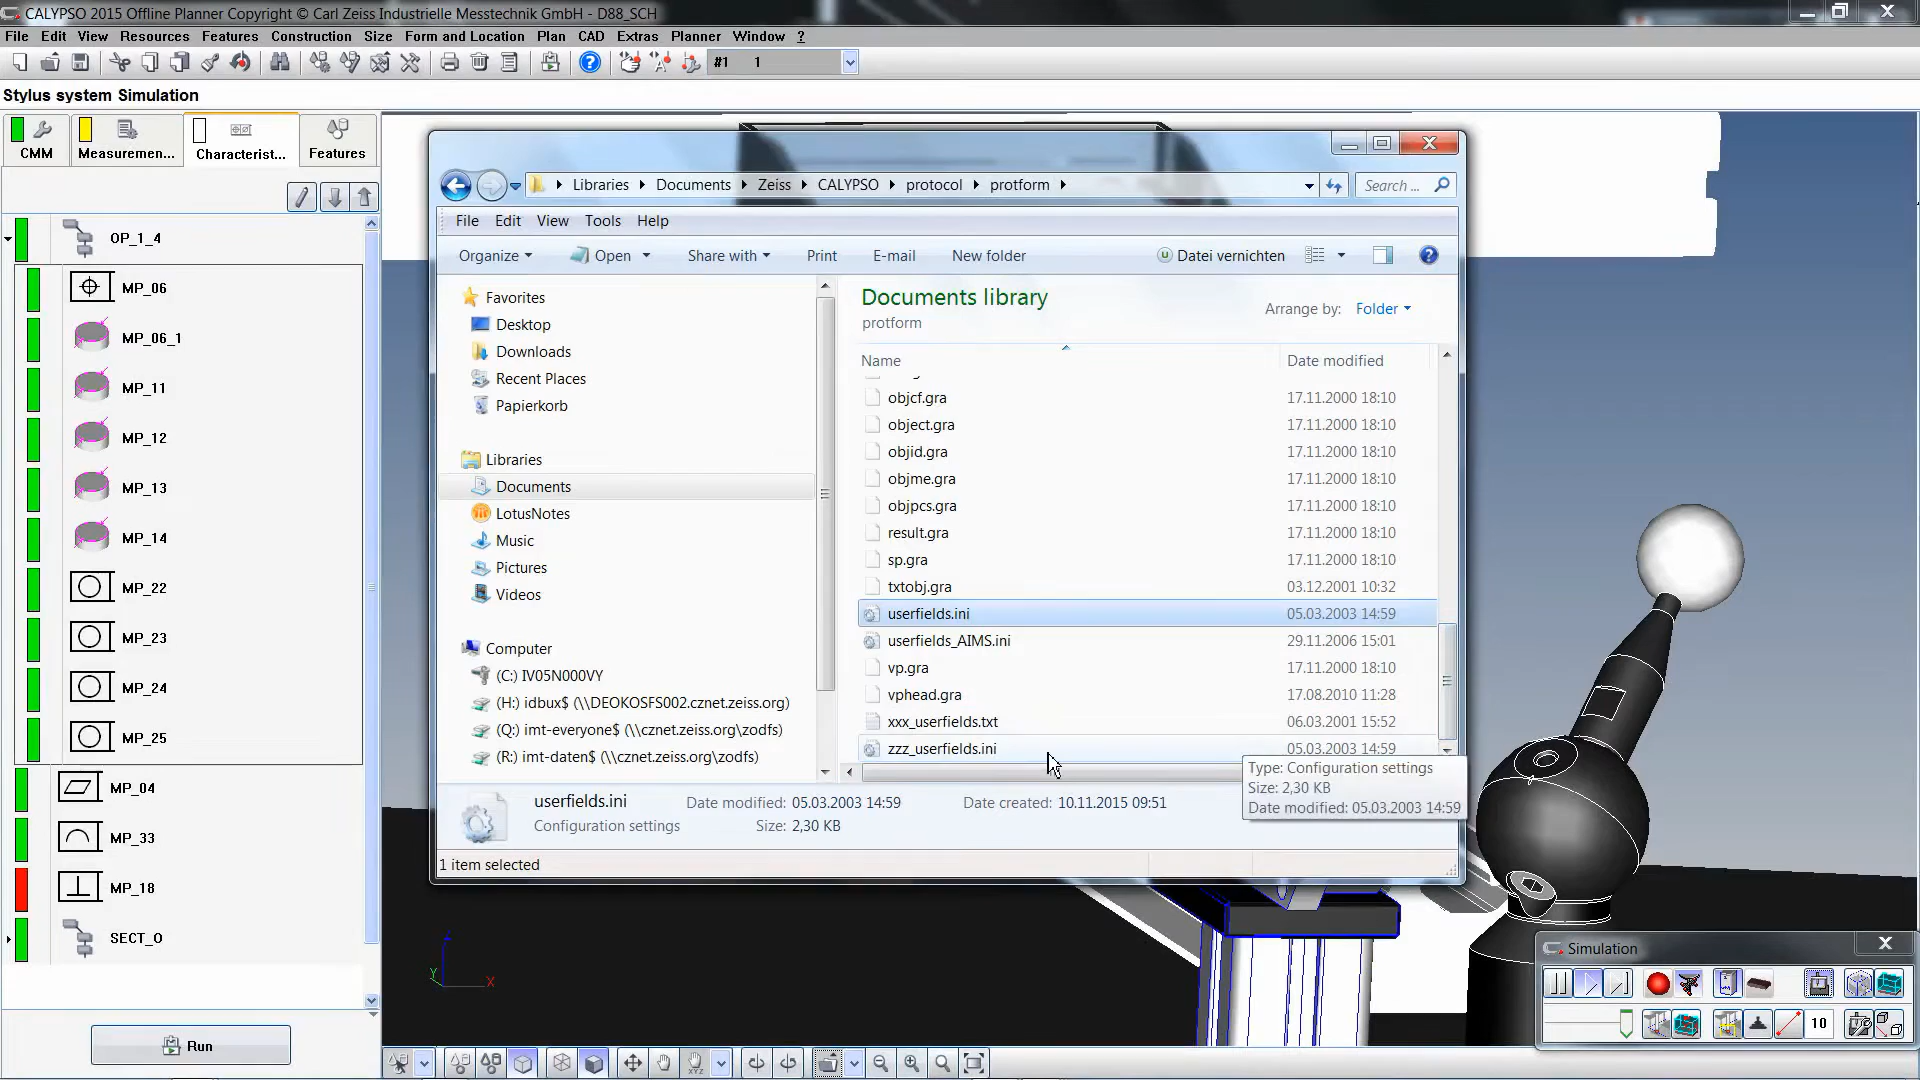 CALYPSO 2015 Offline Planner Copyright © Carl Zeiss Industrielle Messtechnik GmbH - D88_SCH
File Edit View Resources Features Construction Size Form and Location Plan CAD Extras Planner Window ?
#1 1
Stylus system Simulation
CMM Measuremen... Characterist... Features
OP_1_4
MP_06
MP_06_1
MP_11
MP_12
MP_13
MP_14
MP_22
MP_23
MP_24
MP_25
MP_04
MP_33
MP_18
SECT_O
Run
Libraries Documents Zeiss CALYPSO protocol protform
Search ...
File Edit View Tools Help
Organize Open Share with Print E-mail New folder Datei vernichten
Favorites
Desktop
Downloads
Recent Places
Papierkorb
Libraries
Documents
LotusNotes
Music
Pictures
Videos
Computer
(C:) IV05N000VY
(H:) idbux$ (\\DEOKOSFS002.cznet.zeiss.org)
(Q:) imt-everyone$ (\\cznet.zeiss.org\zodfs)
(R:) imt-daten$ (\\cznet.zeiss.org\zodfs)
Documents library
protform
Arrange by: Folder
Name Date modified
objcf.gra 17.11.2000 18:10
object.gra 17.11.2000 18:10
objid.gra 17.11.2000 18:10
objme.gra 17.11.2000 18:10
objpcs.gra 17.11.2000 18:10
result.gra 17.11.2000 18:10
sp.gra 17.11.2000 18:10
txtobj.gra 03.12.2001 10:32
userfields.ini 05.03.2003 14:59
userfields_AIMS.ini 29.11.2006 15:01
vp.gra 17.11.2000 18:10
vphead.gra 17.08.2010 11:28
xxx_userfields.txt 06.03.2001 15:52
zzz_userfields.ini 05.03.2003 14:59
Type: Configuration settings
Size: 2,30 KB
Date modified: 05.03.2003 14:59
userfields.ini Date modified: 05.03.2003 14:59 Date created: 10.11.2015 09:51
Configuration settings Size: 2,30 KB
1 item selected
Y X
Simulation
10
XYZ